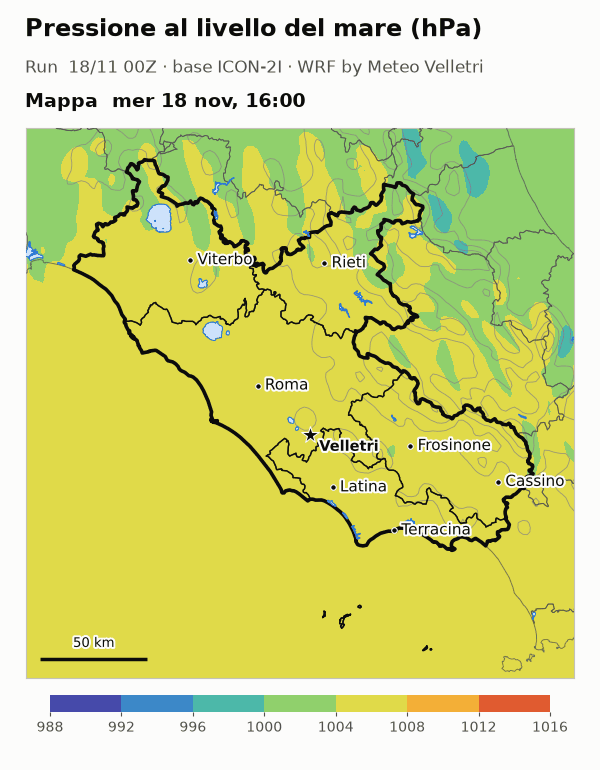 Pressione al livello del mare (hPa)
Run  18/11 00Z · base ICON-2I · WRF by Meteo Velletri
Mappa  mer 18 nov, 16:00
Viterbo
Rieti
Roma
Velletri
Frosinone
Latina
Cassino
Terracina
50 km
988 992 996 1000 1004 1008 1012 1016